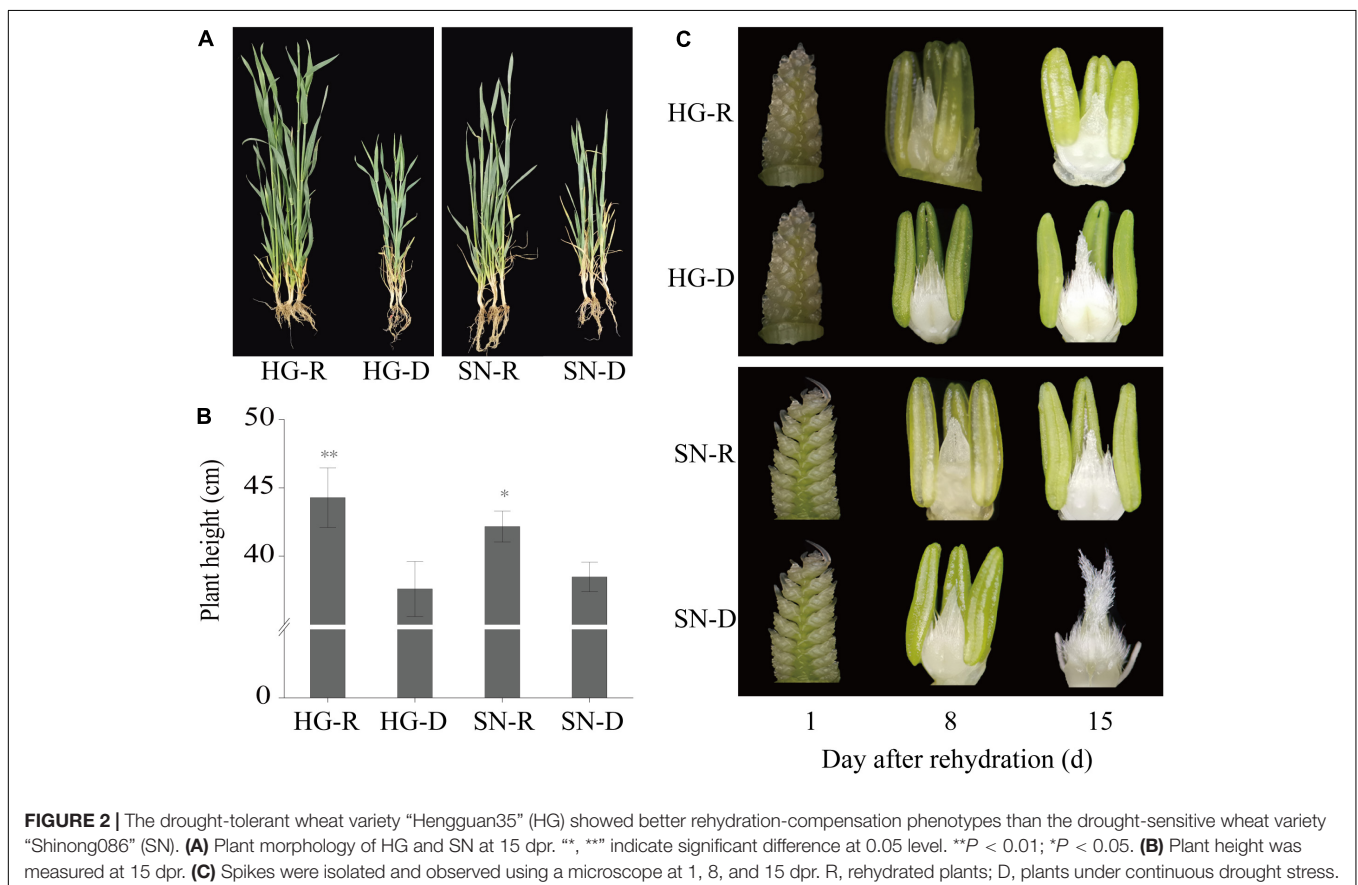 A
HG-R HG-D SN-R SN-D
B
Plant height (cm)
50
45
40
0
**
*
HG-R HG-D SN-R SN-D
C
HG-R
HG-D
SN-R
SN-D
1 8 15
Day after rehydration (d)
FIGURE 2 | The drought-tolerant wheat variety “Hengguan35” (HG) showed better rehydration-compensation phenotypes than the drought-sensitive wheat variety
“Shinong086” (SN). (A) Plant morphology of HG and SN at 15 dpr. “*, **” indicate significant difference at 0.05 level. **P < 0.01; *P < 0.05. (B) Plant height was
measured at 15 dpr. (C) Spikes were isolated and observed using a microscope at 1, 8, and 15 dpr. R, rehydrated plants; D, plants under continuous drought stress.